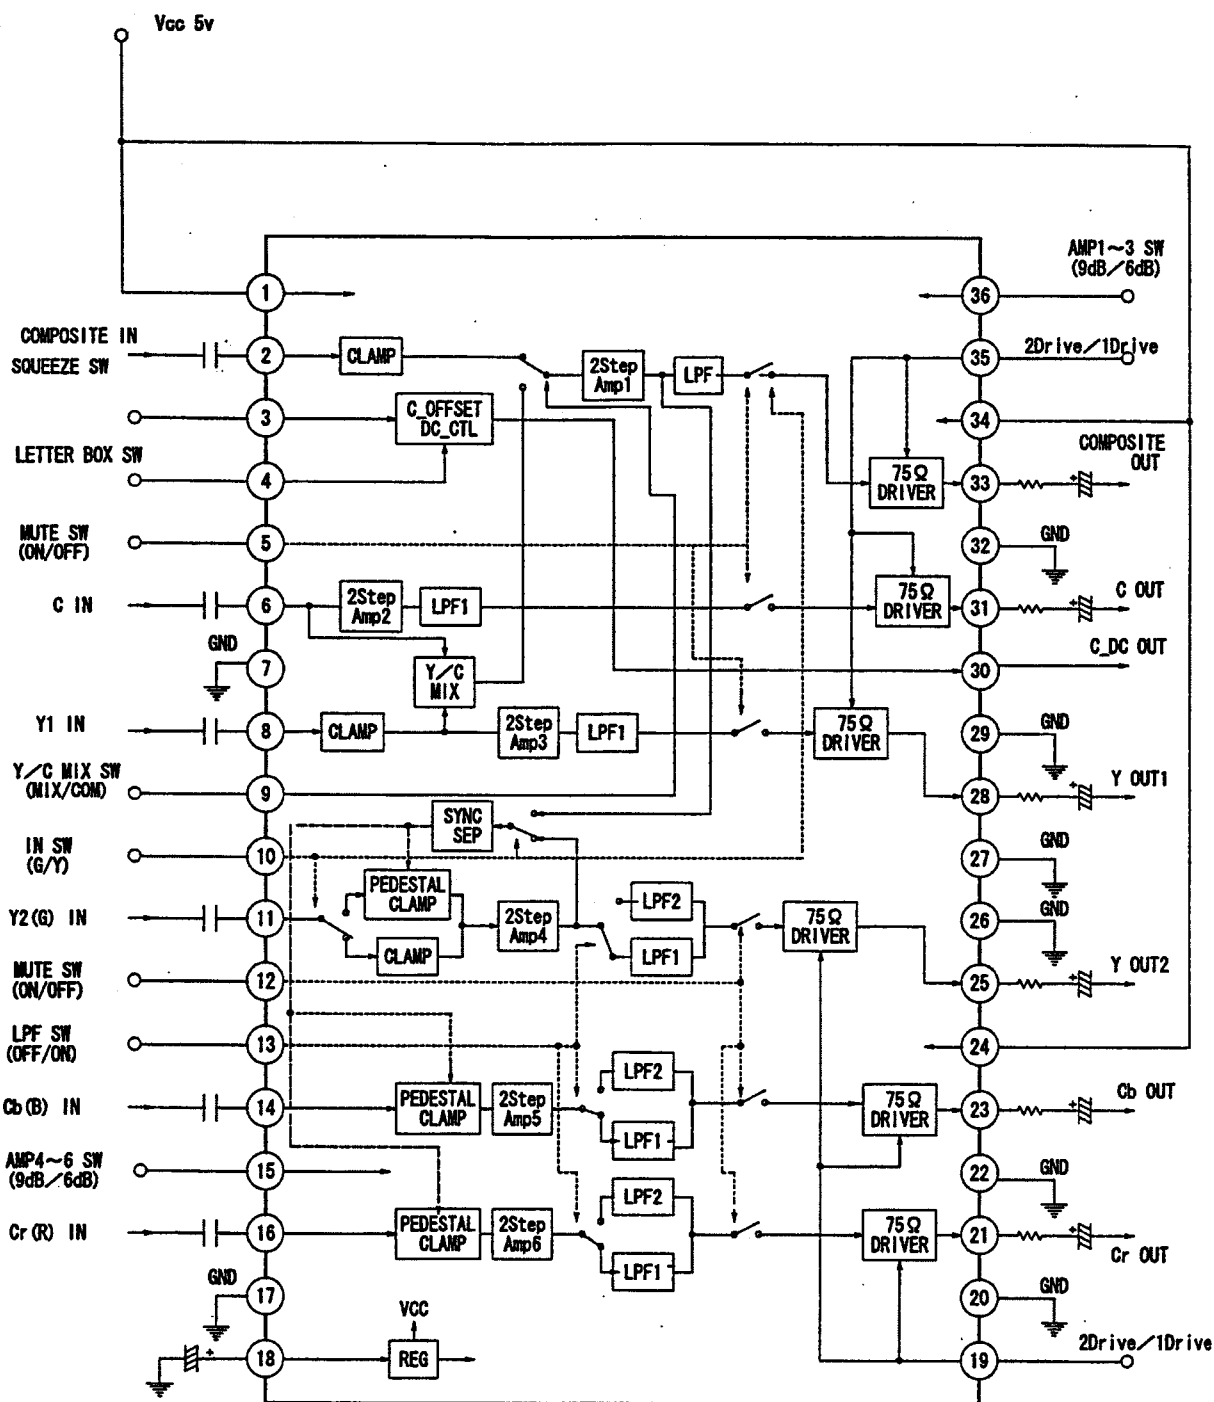 Vcc 5v
AMP1~3 SW
(9dB/6dB)
1
36
COMPOSITE IN
2
CLAMP
2Step
Amp1
LPF
35
2Drive/1Drive
SQUEEZE SW
3
C_OFFSET
DC_CTL
34
COMPOSITE
OUT
LETTER BOX SW
4
75Ω
DRIVER
33
MUTE SW
(ON/OFF)
5
32
GND
C IN
6
2Step
Amp2
LPF1
75Ω
DRIVER
31
C OUT
GND
7
Y/C
MIX
30
C_DC OUT
Y1 IN
8
CLAMP
2Step
Amp3
LPF1
75Ω
DRIVER
29
GND
Y/C MIX SW
(MIX/COM)
9
28
Y OUT1
SYNC
SEP
IN SW
(G/Y)
10
27
GND
Y2(G) IN
11
PEDESTAL
CLAMP
CLAMP
2Step
Amp4
LPF2
LPF1
75Ω
DRIVER
26
GND
MUTE SW
(ON/OFF)
12
25
Y OUT2
LPF SW
(OFF/ON)
13
24
Cb(B) IN
14
PEDESTAL
CLAMP
2Step
Amp5
LPF2
LPF1
75Ω
DRIVER
23
Cb OUT
AMP4~6 SW
(9dB/6dB)
15
22
GND
Cr(R) IN
16
PEDESTAL
CLAMP
2Step
Amp6
LPF2
LPF1
75Ω
DRIVER
21
Cr OUT
GND
17
20
GND
VCC
18
REG
19
2Drive/1Drive